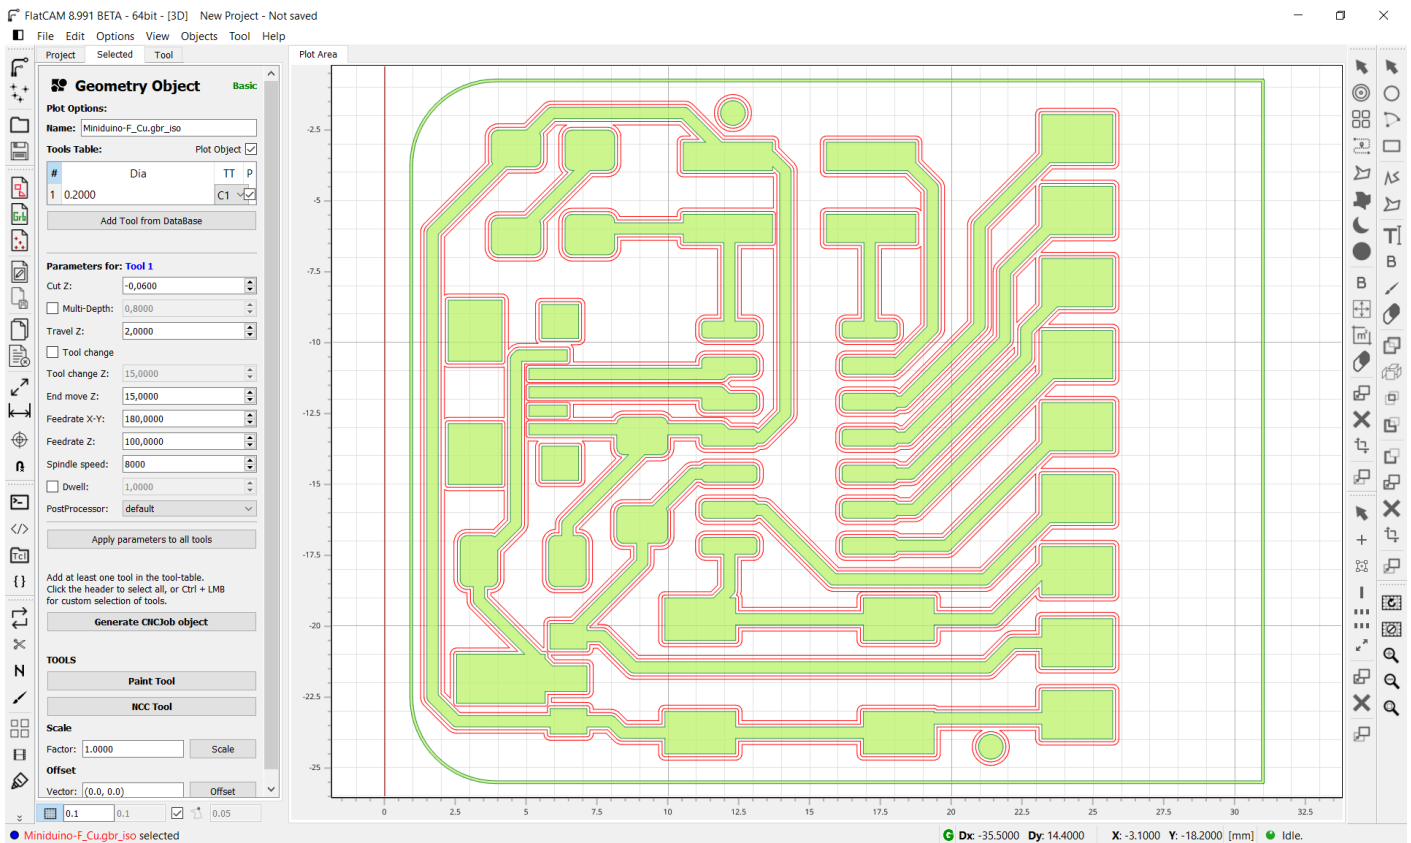 FlatCAM 8.991 BETA - 64bit - [3D]    New Project - Not saved
File Edit Options View Objects Tool Help
Project Selected Tool
Plot Area
Geometry Object Basic
Plot Options:
Name: Miniduino-F_Cu.gbr_iso
Tools Table: Plot Object
# Dia TT P
1 0.2000 C1
Add Tool from DataBase
Parameters for: Tool 1
Cut Z: -0,0600
Multi-Depth: 0,8000
Travel Z: 2,0000
Tool change
Tool change Z: 15,0000
End move Z: 15,0000
Feedrate X-Y: 180,0000
Feedrate Z: 100,0000
Spindle speed: 8000
Dwell: 1,0000
PostProcessor: default
Apply parameters to all tools
Add at least one tool in the tool-table.
Click the header to select all, or Ctrl + LMB
for custom selection of tools.
Generate CNCJob object
TOOLS
Paint Tool
NCC Tool
Scale
Factor: 1.0000 Scale
Offset
Vector: (0.0, 0.0) Offset
0.1 0.1 0.05
Grb
</>
Tcl
{ }
N
-2.5
-5
-7.5
-10
-12.5
-15
-17.5
-20
-22.5
-25
0 2.5 5 7.5 10 12.5 15 17.5 20 22.5 25 27.5 30 32.5
T
B
B
m²
Miniduino-F_Cu.gbr_iso selected
G Dx: -35.5000 Dy: 14.4000 X: -3.1000 Y: -18.2000 [mm] Idle.